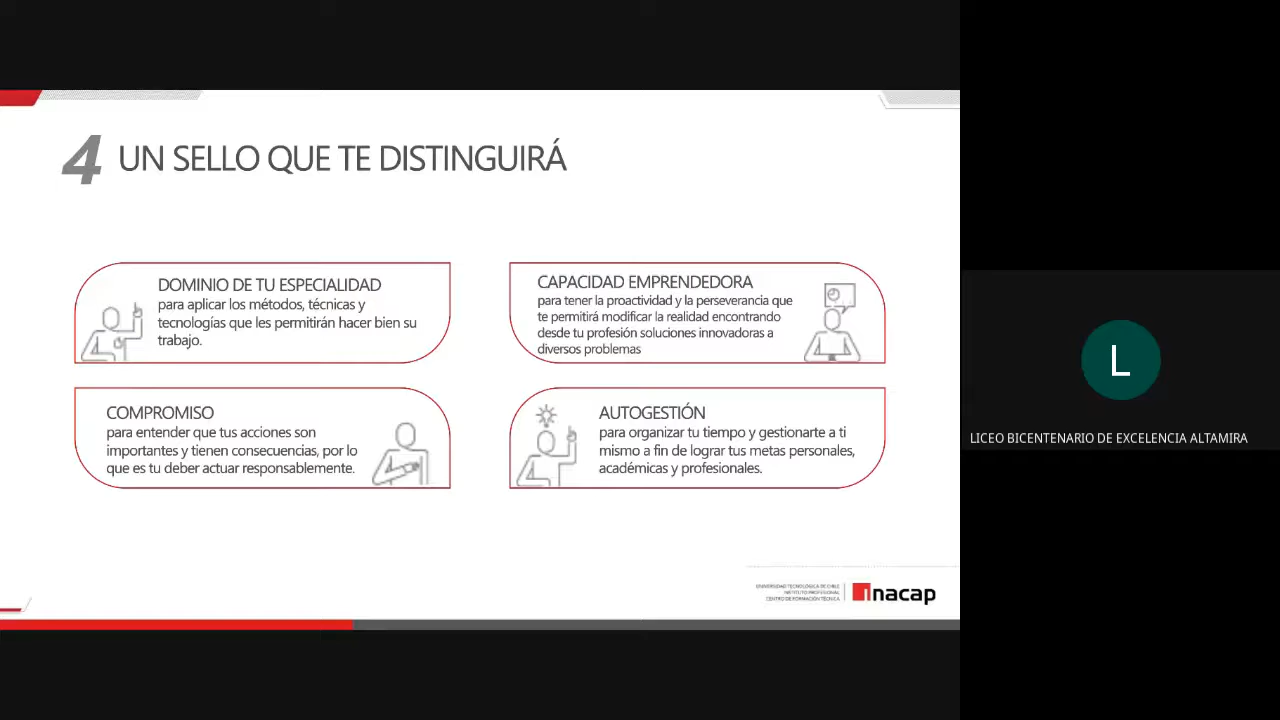 4 UN SELLO QUE TE DISTINGUIRÁ
DOMINIO DE TU ESPECIALIDAD
para aplicar los métodos, técnicas y
tecnologías que les permitirán hacer bien su
trabajo.
CAPACIDAD EMPRENDEDORA
para tener la proactividad y la perseverancia que
te permitirá modificar la realidad encontrando
desde tu profesión soluciones innovadoras a
diversos problemas
COMPROMISO
para entender que tus acciones son
importantes y tienen consecuencias, por lo
que es tu deber actuar responsablemente.
AUTOGESTIÓN
para organizar tu tiempo y gestionarte a ti
mismo a fin de lograr tus metas personales,
académicas y profesionales.
UNIVERSIDAD TECNOLÓGICA DE CHILE
INSTITUTO PROFESIONAL
CENTRO DE FORMACIÓN TÉCNICA
inacap
L
LICEO BICENTENARIO DE EXCELENCIA ALTAMIRA